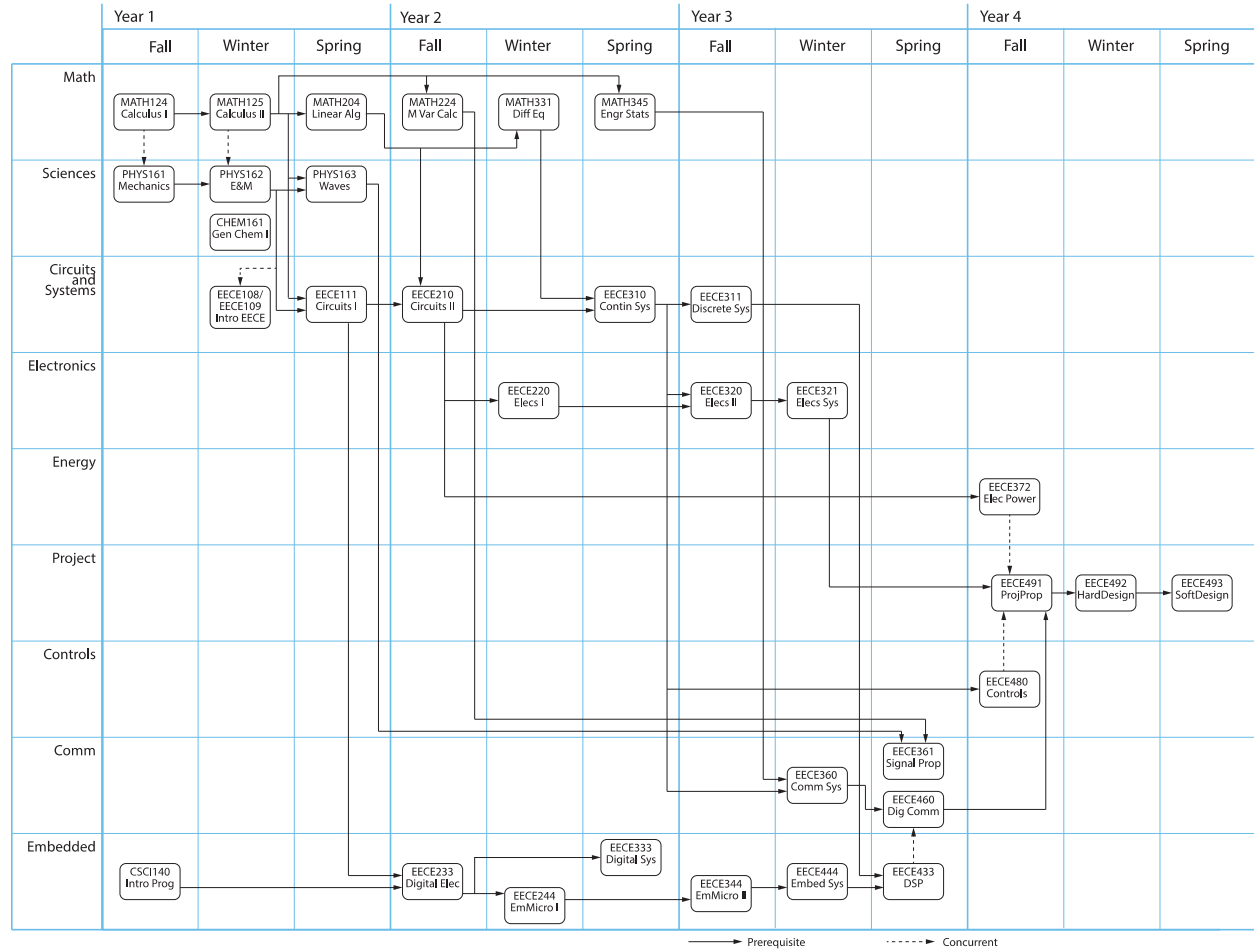 Year 1
Year 2
Year 3
Year 4
Fall
Winter
Spring
Fall
Winter
Spring
Fall
Winter
Spring
Fall
Winter
Spring
Math
MATH124
Calculus I
MATH125
Calculus II
MATH204
Linear Alg
MATH224
M Var Calc
MATH331
Diff Eq
MATH345
Engr Stats
Sciences
PHYS161
Mechanics
PHYS162
E&M
PHYS163
Waves
CHEM161
Gen Chem I
Circuits
and
Systems
EECE108/
EECE109
Intro EECE
EECE111
Circuits I
EECE210
Circuits II
EECE310
Contin Sys
EECE311
Discrete Sys
Electronics
EECE220
Elecs I
EECE320
Elecs II
EECE321
Elecs Sys
Energy
EECE372
Elec Power
Project
EECE491
ProjProp
EECE492
HardDesign
EECE493
SoftDesign
Controls
EECE480
Controls
Comm
EECE361
Signal Prop
EECE360
Comm Sys
EECE460
Dig Comm
Embedded
EECE333
Digital Sys
CSCI140
Intro Prog
EECE233
Digital Elec
EECE244
EmMicro I
EECE344
EmMicro II
EECE444
Embed Sys
EECE433
DSP
Prerequisite
Concurrent